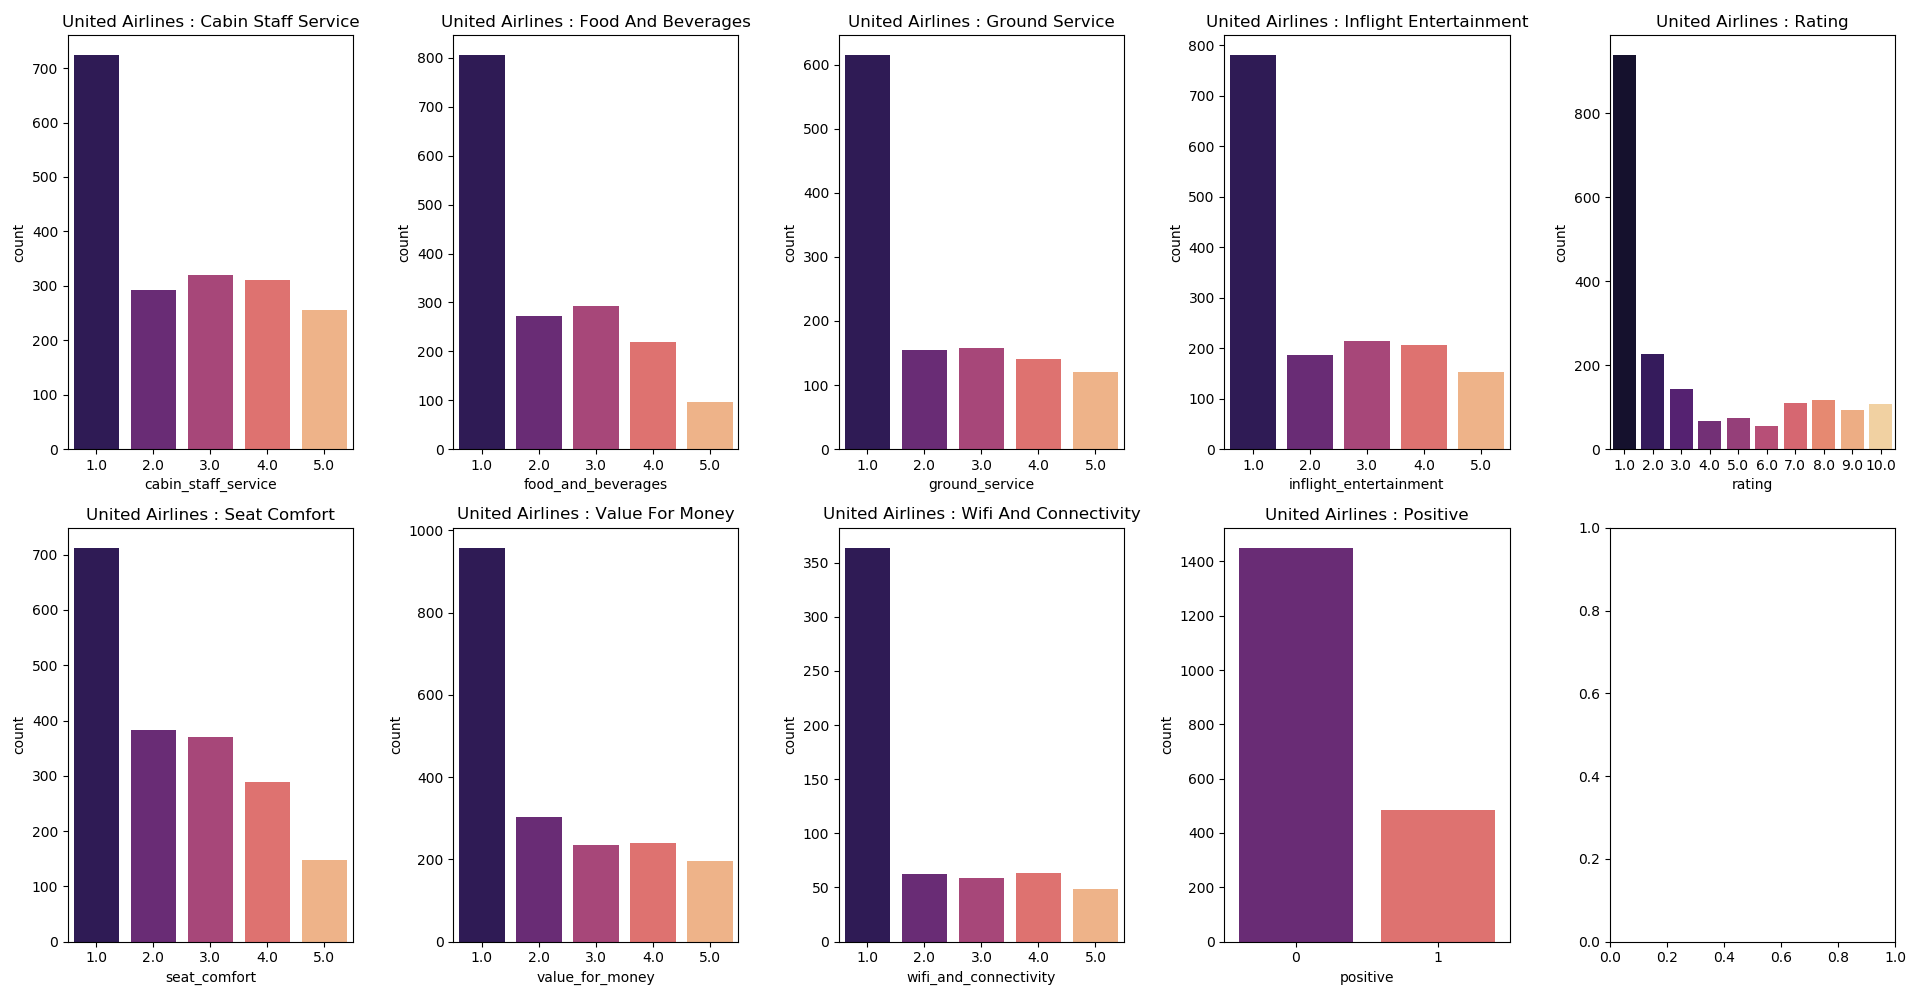 United Airlines : Cabin Staff Service
700
600
500
400
300
200
100
0
count
1.0 2.0 3.0 4.0 5.0
cabin_staff_service
United Airlines : Food And Beverages
800
700
600
500
400
300
200
100
0
count
1.0 2.0 3.0 4.0 5.0
food_and_beverages
United Airlines : Ground Service
600
500
400
300
200
100
0
count
1.0 2.0 3.0 4.0 5.0
ground_service
United Airlines : Inflight Entertainment
800
700
600
500
400
300
200
100
0
count
1.0 2.0 3.0 4.0 5.0
inflight_entertainment
United Airlines : Rating
800
600
400
200
0
count
1.0 2.0 3.0 4.0 5.0 6.0 7.0 8.0 9.0 10.0
rating
United Airlines : Seat Comfort
700
600
500
400
300
200
100
0
count
1.0 2.0 3.0 4.0 5.0
seat_comfort
United Airlines : Value For Money
1000
800
600
400
200
0
count
1.0 2.0 3.0 4.0 5.0
value_for_money
United Airlines : Wifi And Connectivity
350
300
250
200
150
100
50
0
count
1.0 2.0 3.0 4.0 5.0
wifi_and_connectivity
United Airlines : Positive
1400
1200
1000
800
600
400
200
0
count
0 1
positive
1.0
0.8
0.6
0.4
0.2
0.0
0.0 0.2 0.4 0.6 0.8 1.0